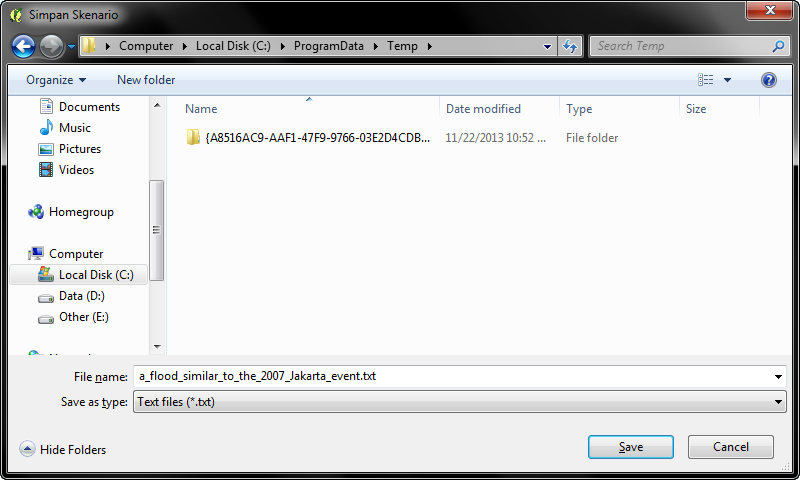 Simpan Skenario
Computer Local Disk (C:) ProgramData Temp
Search Temp
Organize New folder
Documents
Music
Pictures
Videos
Homegroup
Computer
Local Disk (C:)
Data (D:)
Other (E:)
Name Date modified Type Size
{A8516AC9-AAF1-47F9-9766-03E2D4CDB... 11/22/2013 10:52 ... File folder
File name: a_flood_similar_to_the_2007_Jakarta_event.txt
Save as type: Text files (*.txt)
Hide Folders
Save Cancel